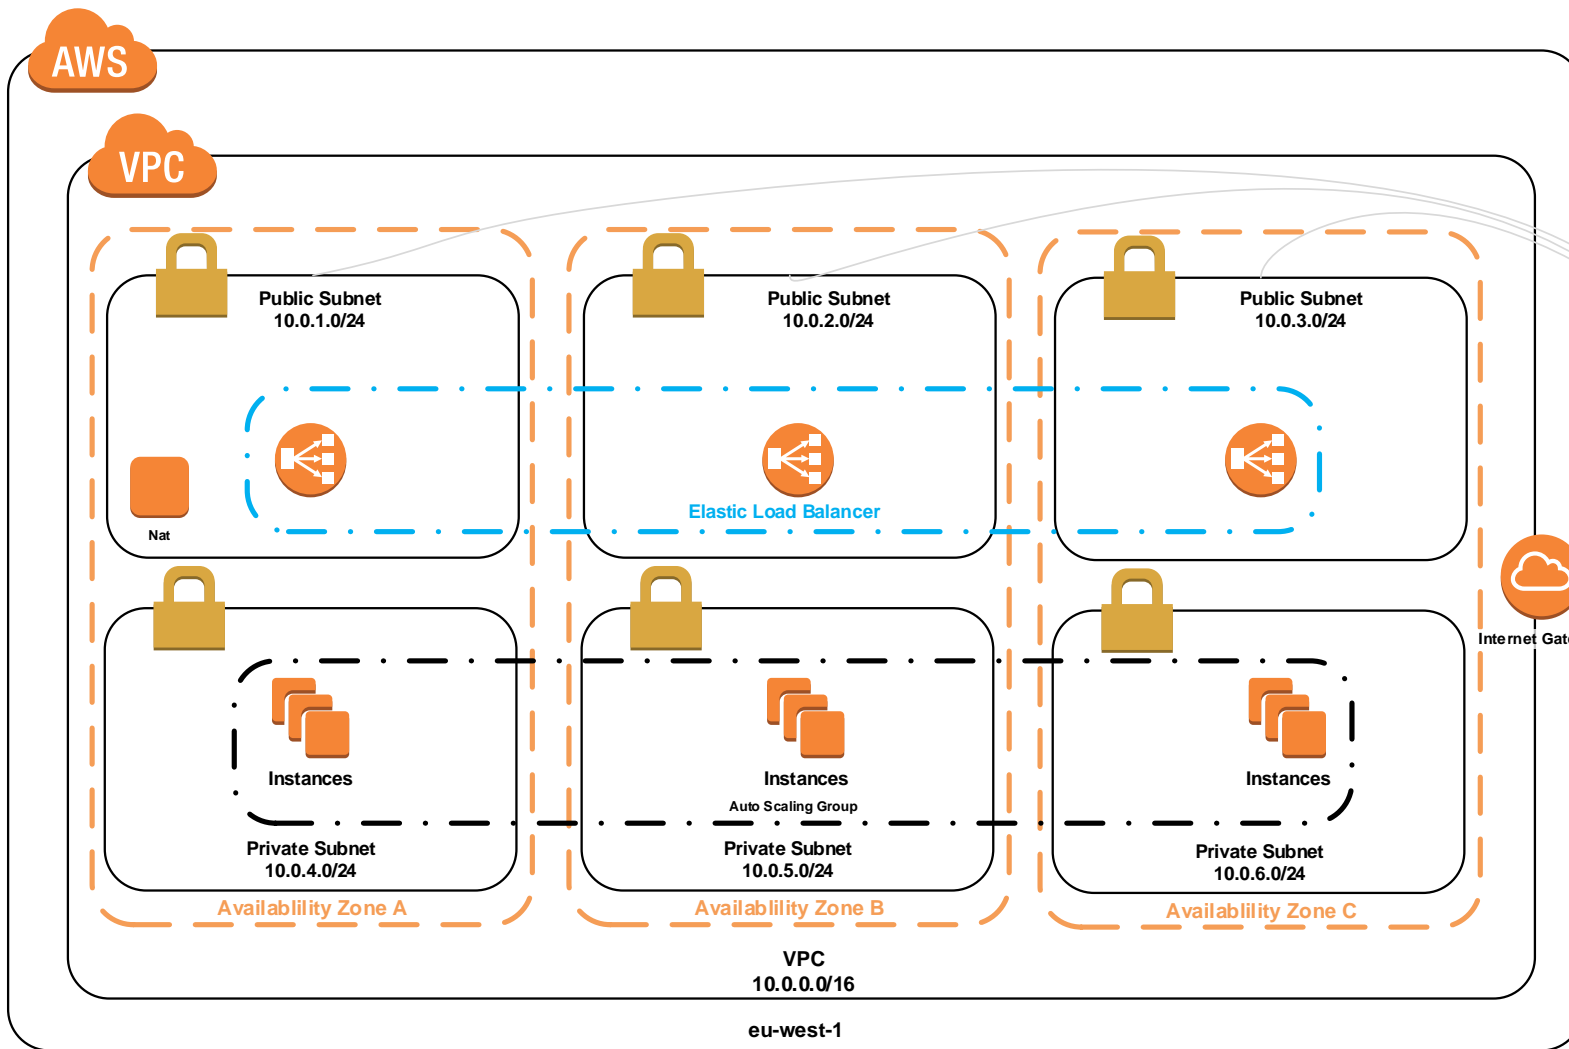 AWS
VPC
Public Subnet
10.0.1.0/24
Public Subnet
10.0.2.0/24
Public Subnet
10.0.3.0/24
Elastic Load Balancer
Nat
Internet Gate
Instances
Instances
Instances
Auto Scaling Group
Private Subnet
10.0.4.0/24
Private Subnet
10.0.5.0/24
Private Subnet
10.0.6.0/24
Availablility Zone A
Availablility Zone B
Availablility Zone C
VPC
10.0.0.0/16
eu-west-1